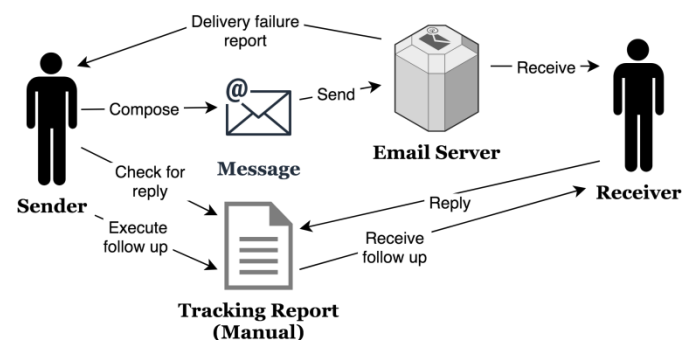 Delivery failure
report
Compose
@
Send
Receive
Message
Email Server
Check for
reply
Sender
Receiver
Reply
Execute
follow up
Receive
follow up
Tracking Report
(Manual)